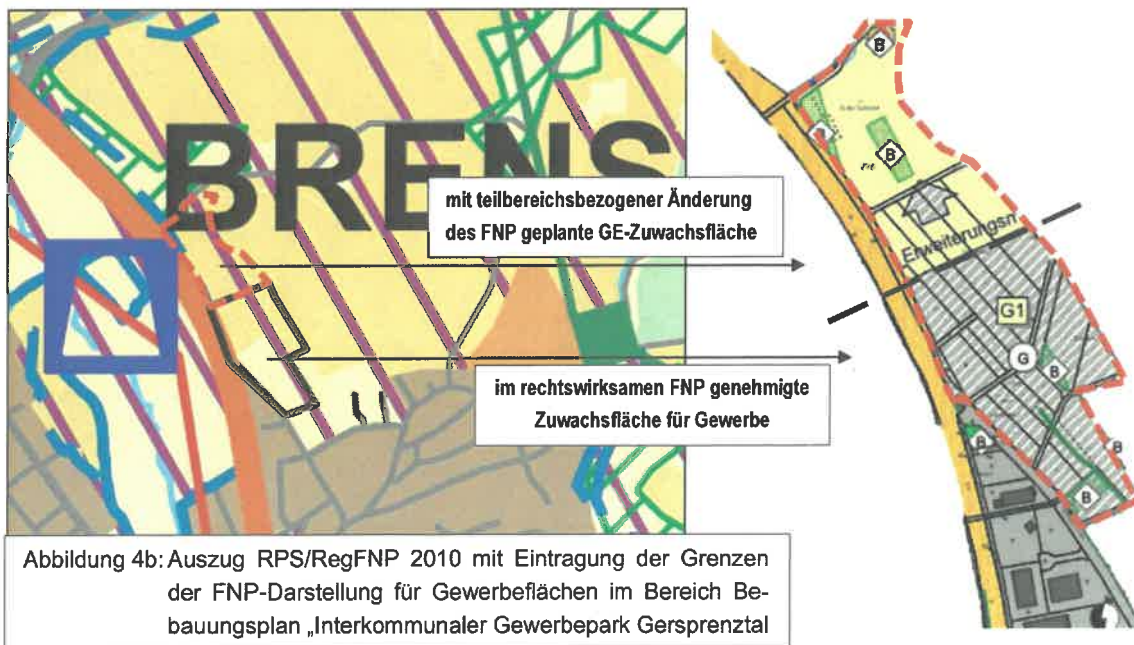 BRENS
mit teilbereichsbezogener Änderung
des FNP geplante GE-Zuwachsfläche
im rechtswirksamen FNP genehmigte
Zuwachsfläche für Gewerbe
B
B
Erweiterungsr
G1
G
B
B
B
B
Abbildung 4b: Auszug RPS/RegFNP 2010 mit Eintragung der Grenzen
der FNP-Darstellung für Gewerbeflächen im Bereich Be-
bauungsplan „Interkommunaler Gewerbepark Gersprenztal